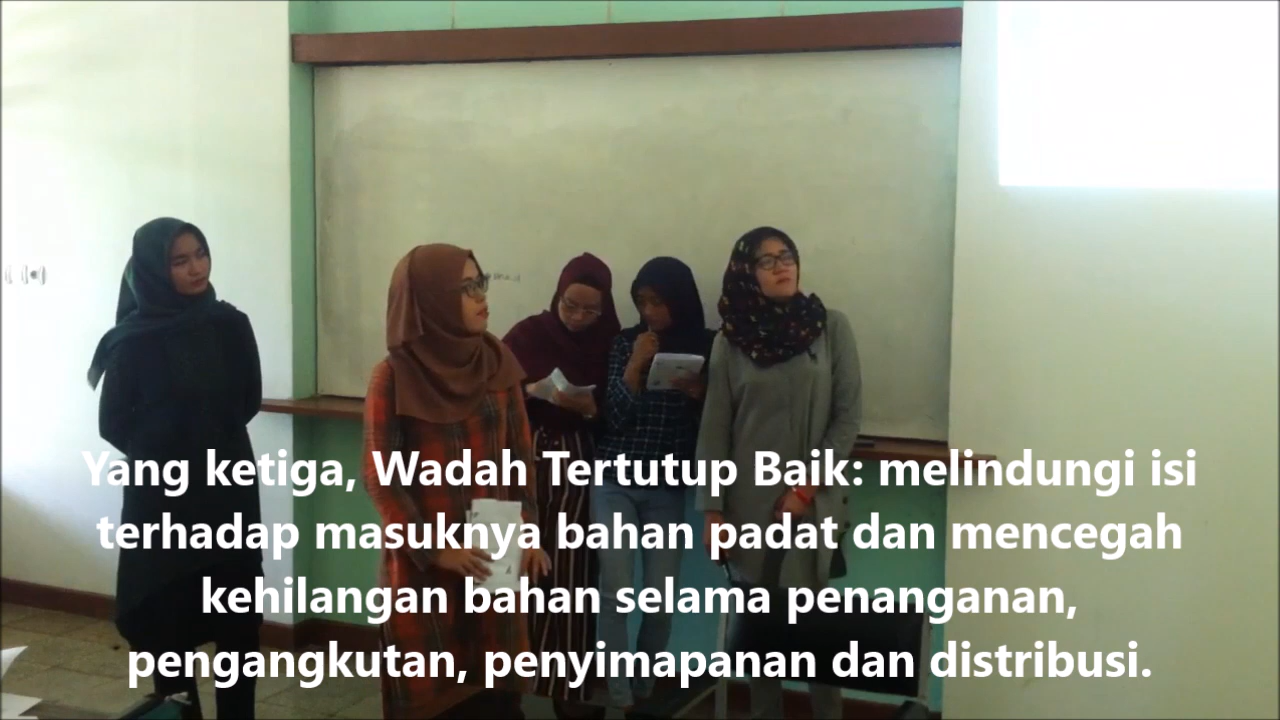 Yang ketiga, Wadah Tertutup Baik: melindungi isi
terhadap masuknya bahan padat dan mencegah
kehilangan bahan selama penanganan,
pengangkutan, penyimapanan dan distribusi.